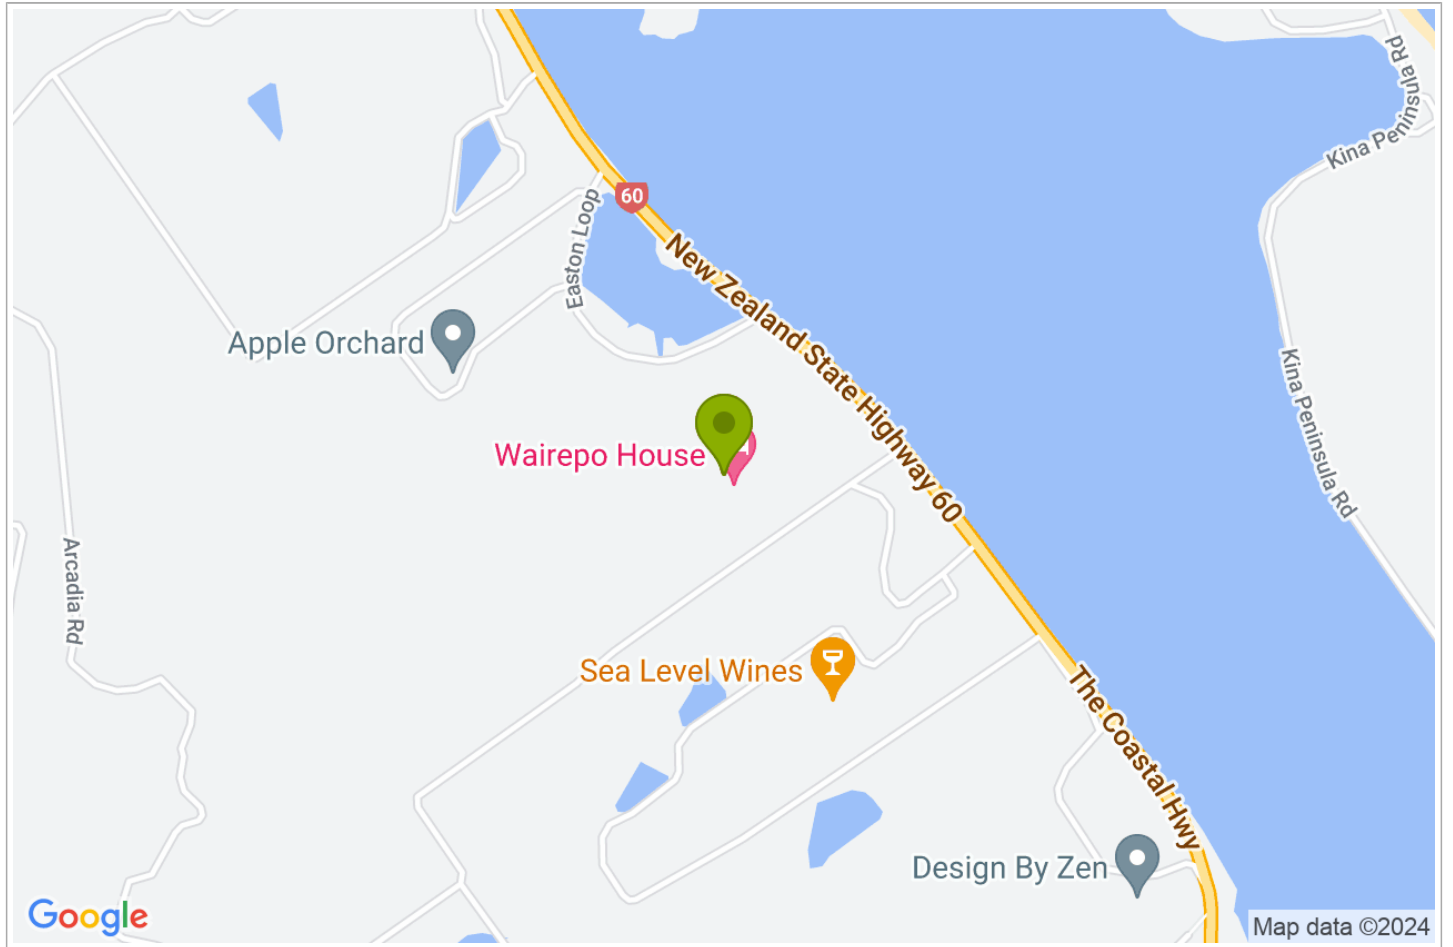 Kina Peninsula Rd
60
Easton Loop
New Zealand State Highway 60
Apple Orchard
Kina Peninsula Rd
Wairepo House
Arcadia Rd
Sea Level Wines
The Coastal Hwy
Design By Zen
Google
Map data ©2024